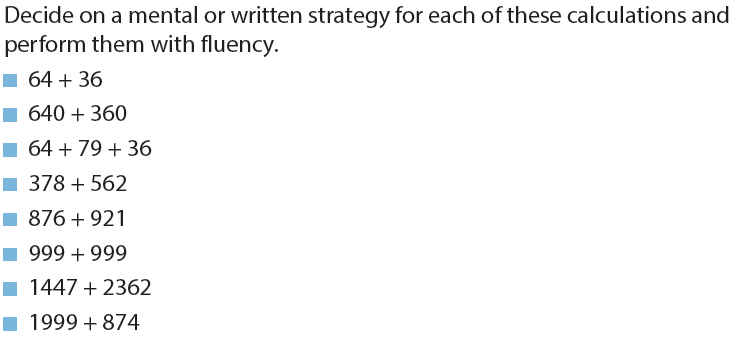 Decide on a mental or written strategy for each of these calculations and
perform them with fluency.
64 + 36
640 + 360
64 + 79 + 36
378 + 562
876 + 921
999 + 999
1447 + 2362
1999 + 874